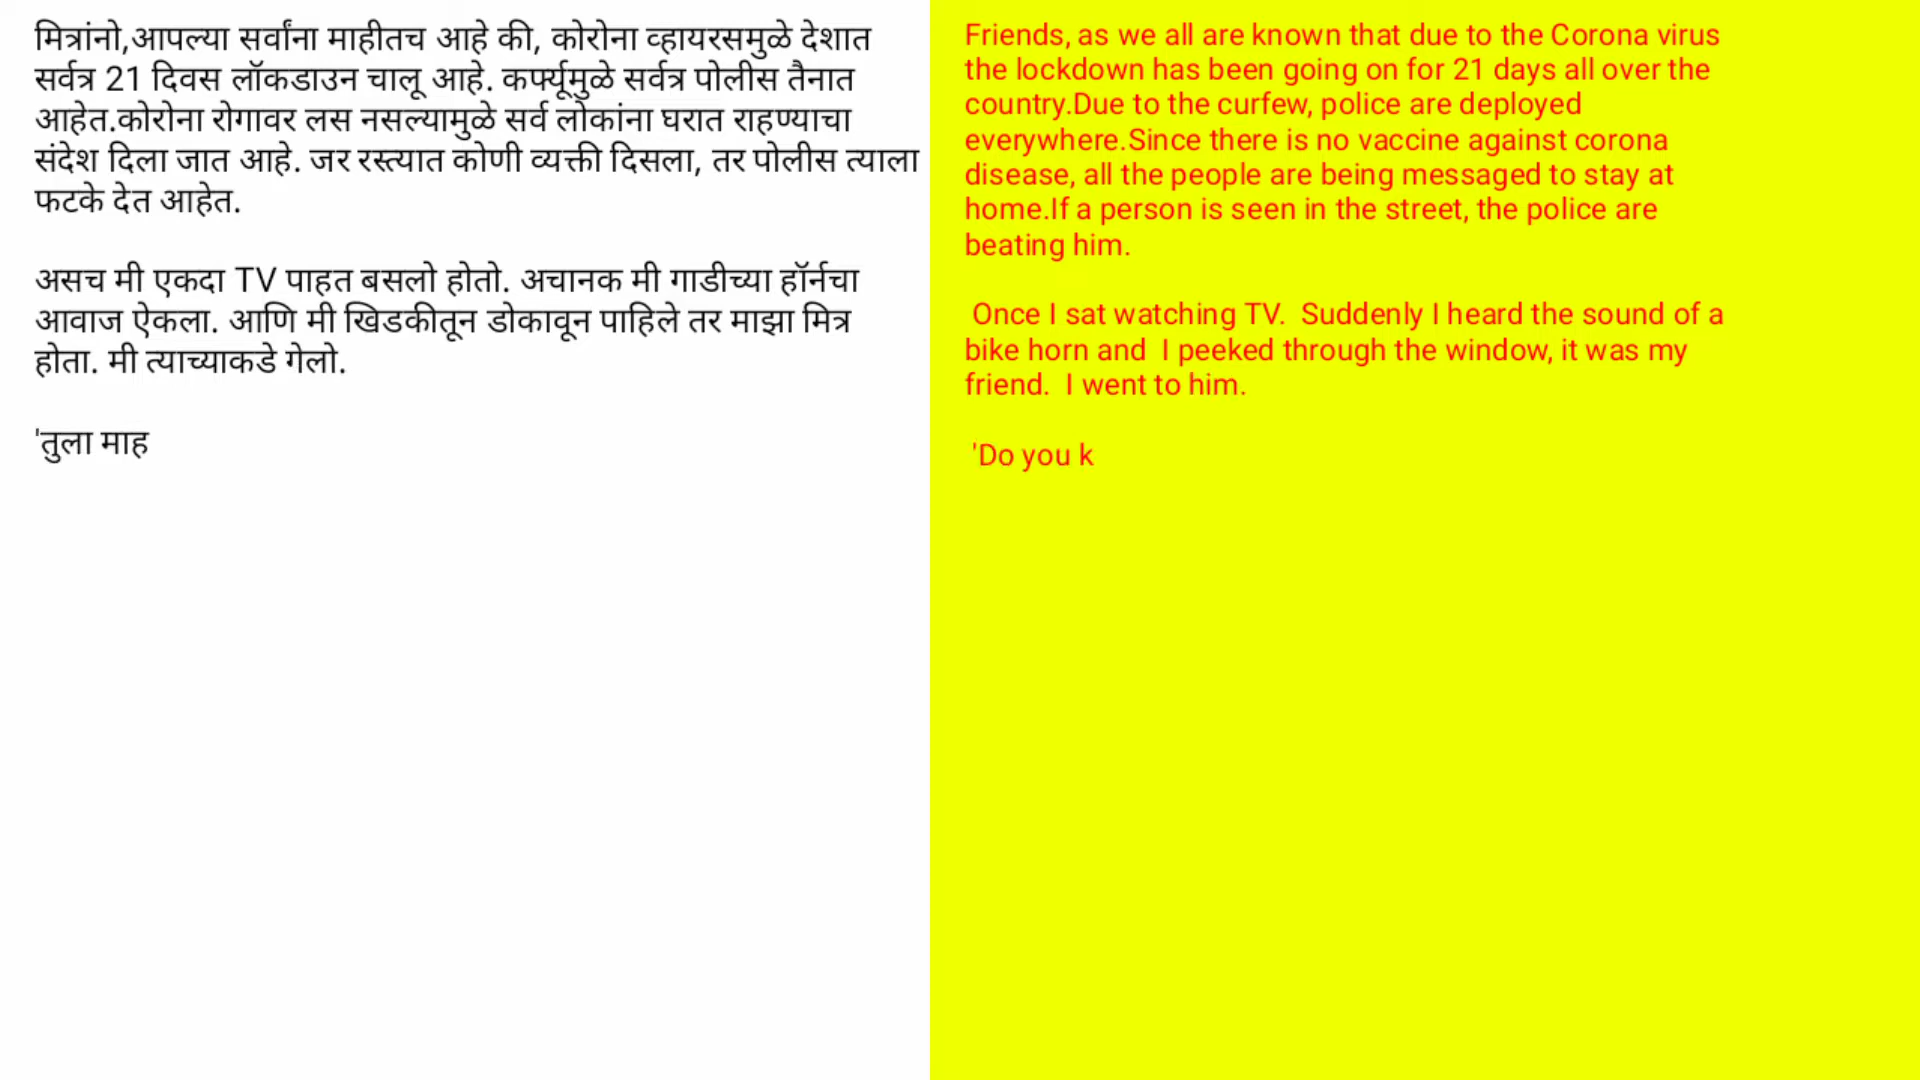 मित्रांनो,आपल्या सर्वांना माहीतच आहे की, कोरोना व्हायरसमुळे देशात
सर्वत्र 21 दिवस लॉकडाउन चालू आहे. कर्फ्यूमुळे सर्वत्र पोलीस तैनात
आहेत.कोरोना रोगावर लस नसल्यामुळे सर्व लोकांना घरात राहण्याचा
संदेश दिला जात आहे. जर रस्त्यात कोणी व्यक्ती दिसला, तर पोलीस त्याला
फटके देत आहेत.
असच मी एकदा TV पाहत बसलो होतो. अचानक मी गाडीच्या हॉर्नचा
आवाज ऐकला. आणि मी खिडकीतून डोकावून पाहिले तर माझा मित्र
होता. मी त्याच्याकडे गेलो.
'तुला माह
Friends, as we all are known that due to the Corona virus
the lockdown has been going on for 21 days all over the
country.Due to the curfew, police are deployed
everywhere.Since there is no vaccine against corona
disease, all the people are being messaged to stay at
home.If a person is seen in the street, the police are
beating him.
Once I sat watching TV.  Suddenly I heard the sound of a
bike horn and  I peeked through the window, it was my
friend.  I went to him.
'Do you k